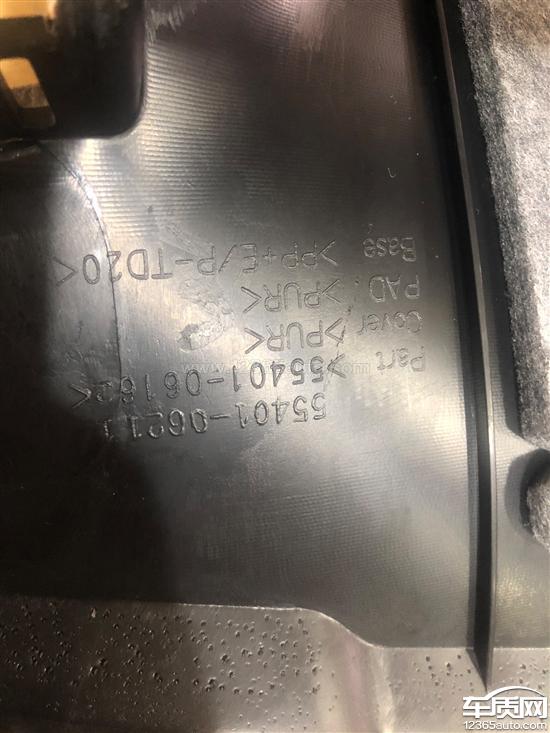 55401-06211
Part >55401-06162<
Cover >PUR<
PAD >PUR<
Base >PP+E/P-TD20<
车质网
12365auto.com